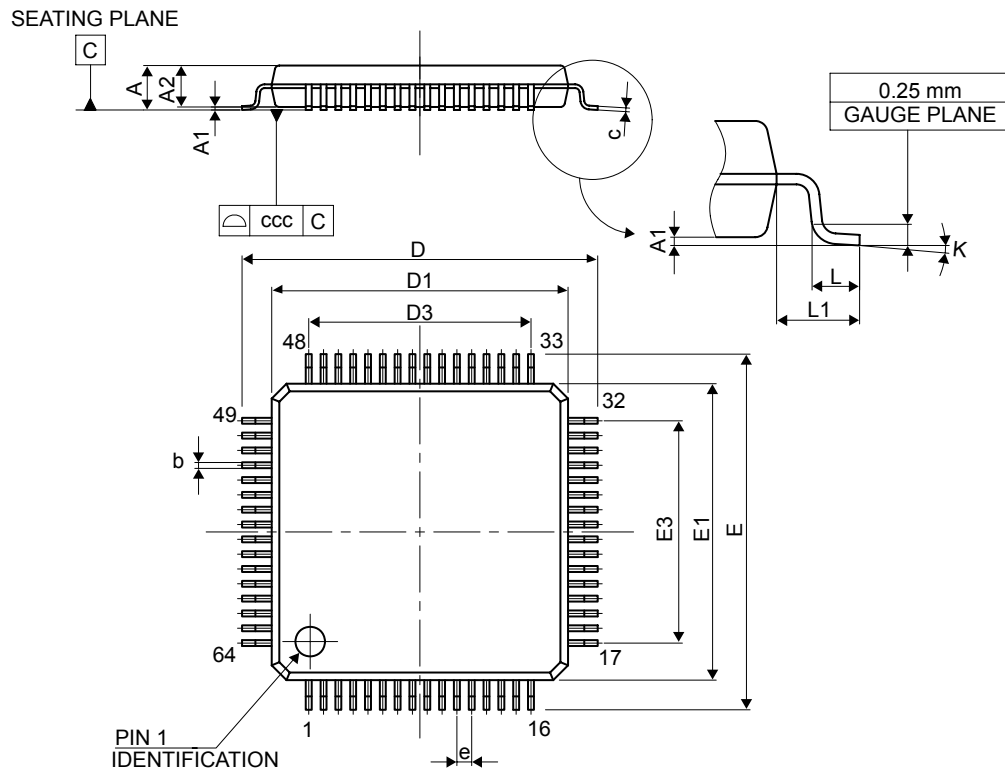 SEATING PLANE
C
A
A2
A1
c
ccc C
0.25 mm
GAUGE PLANE
A1
K
L
L1
D
D1
D3
48
33
49
32
b
E3
E1
E
64
17
1
16
e
PIN 1
IDENTIFICATION